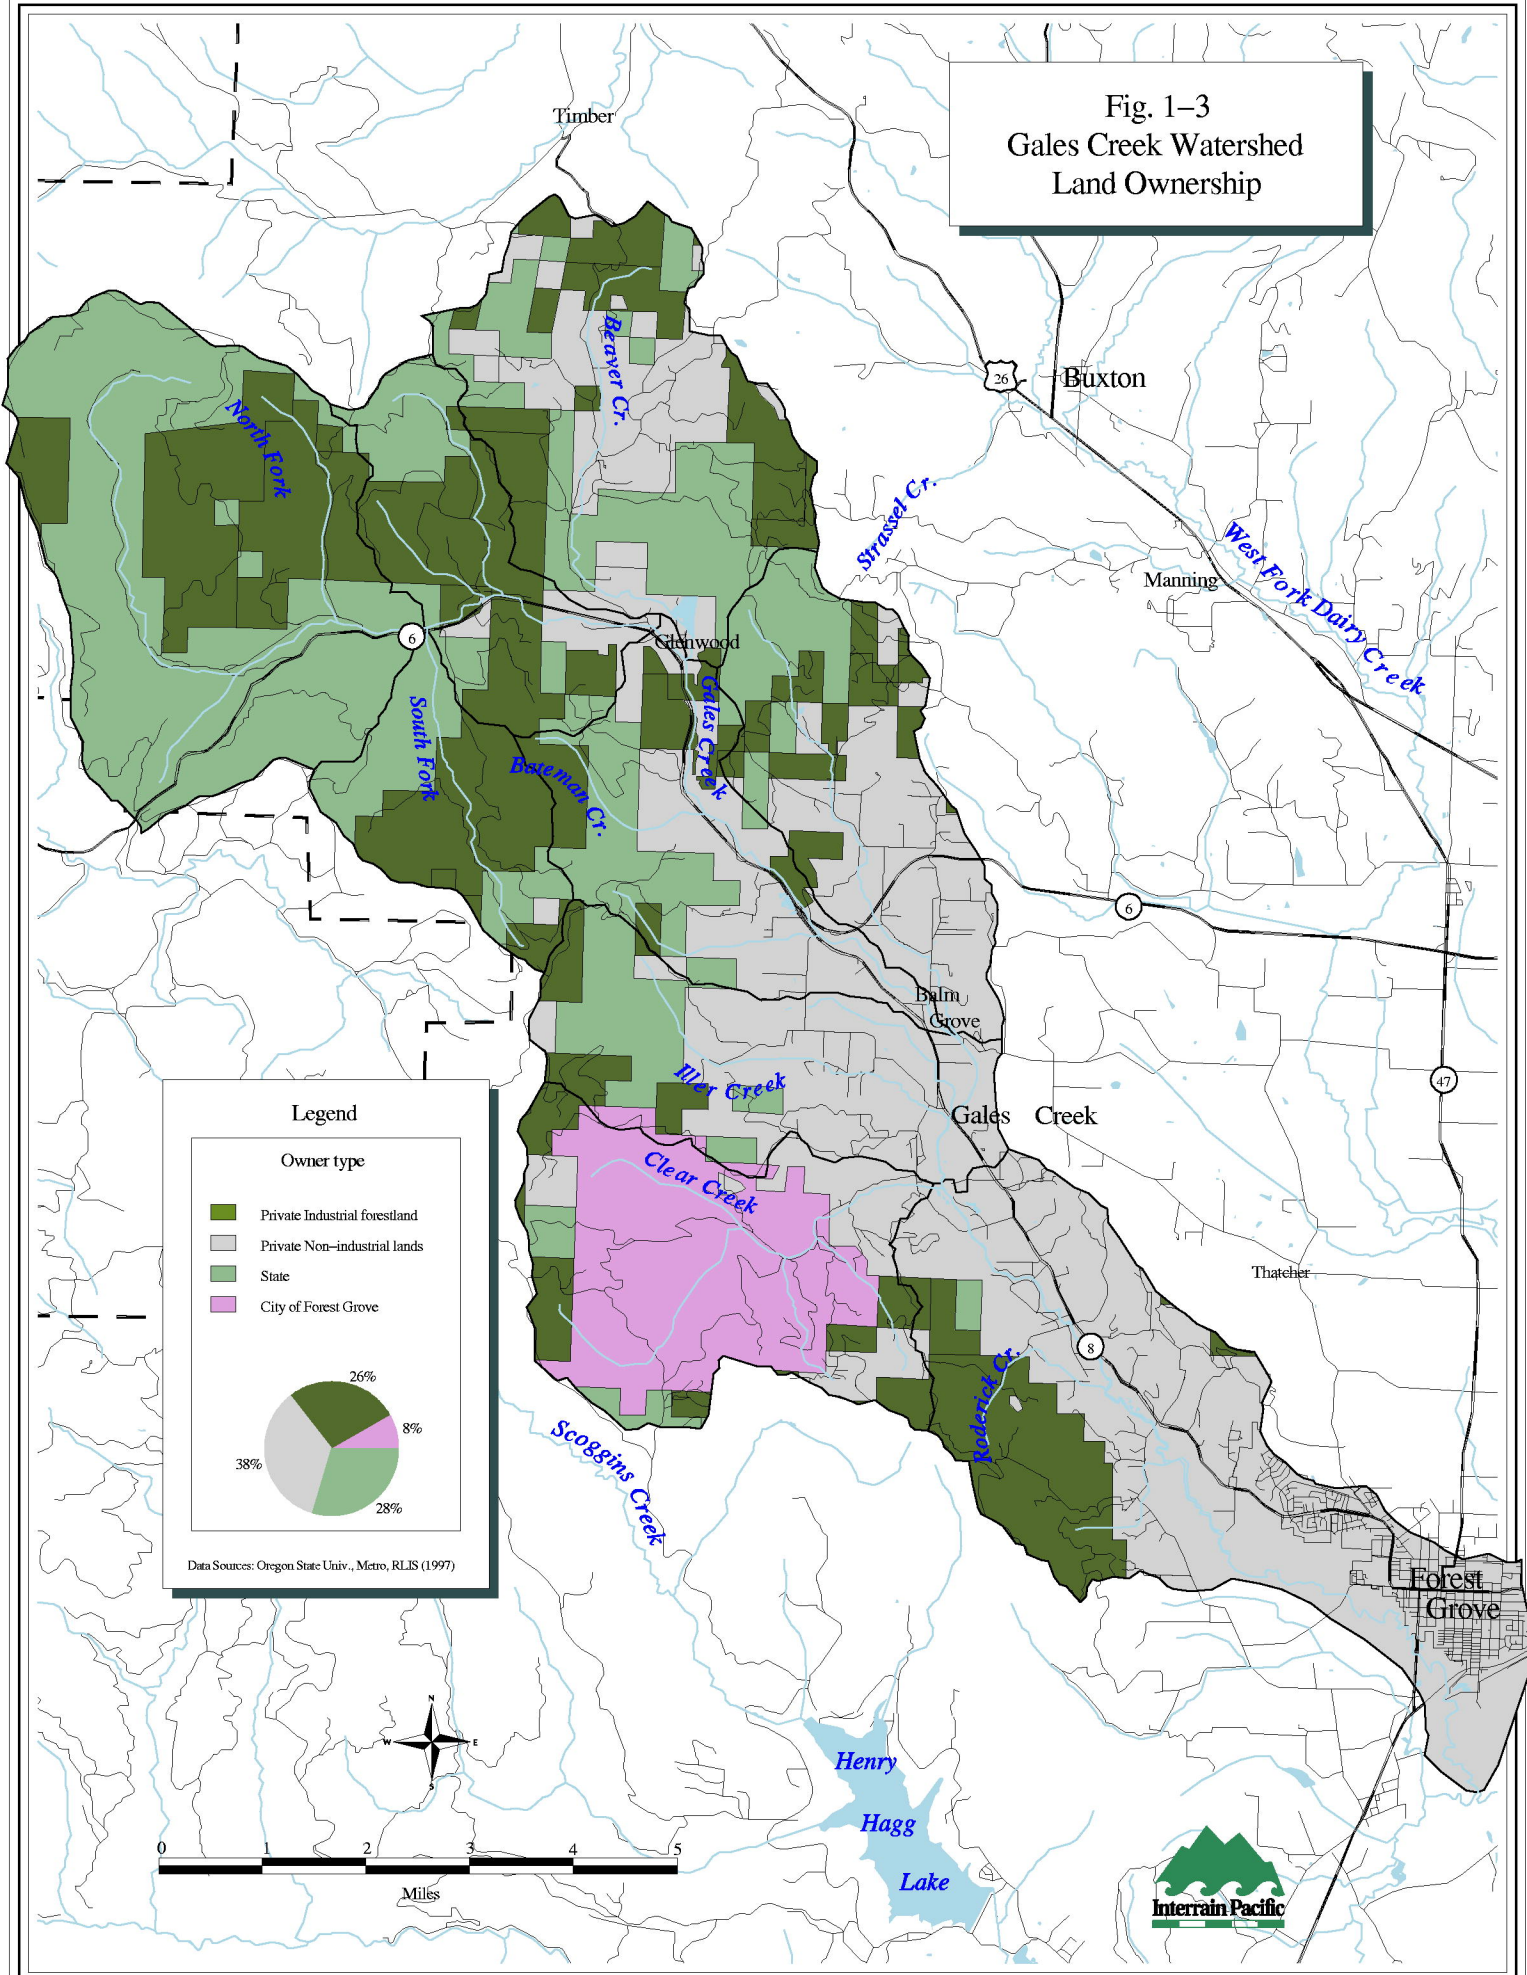 Fig. 1–3
Gales Creek Watershed
Land Ownership
Timber
Beaver Cr.
North Fork
26
Buxton
Strassel Cr.
West Fork Dairy Creek
Manning
6
Glenwood
Gales Creek
South Fork
Bateman Cr.
6
Balm
Grove
47
Iller Creek
Gales Creek
Clear Creek
Thatcher
8
Roderick Cr.
Scoggins Creek
Forest
Grove
Legend
Owner type
Private Industrial forestland
Private Non–industrial lands
State
City of Forest Grove
26%
8%
38%
28%
Data Sources: Oregon State Univ., Metro, RLIS (1997)
N
W E
S
0 1 2 3 4 5
Miles
Henry
Hagg
Lake
Interrain Pacific